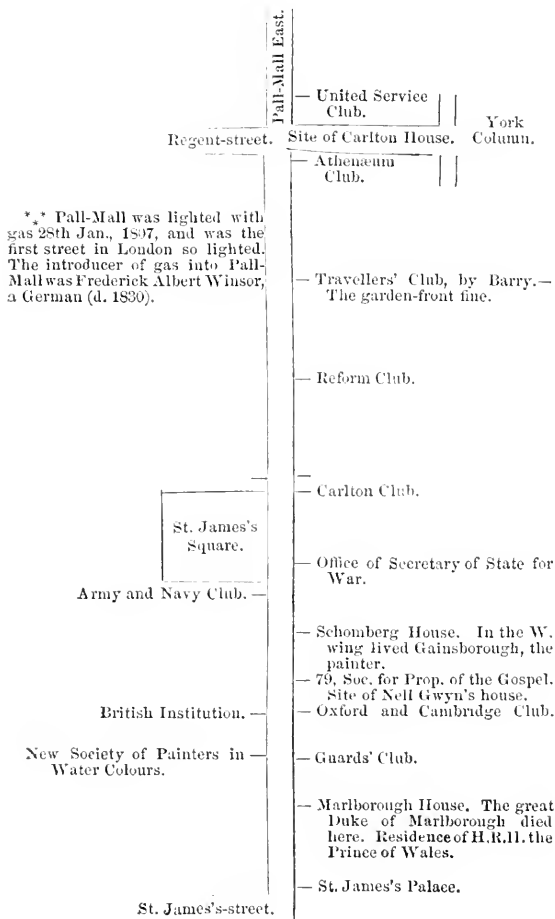 Pall-Mall East.
— United Service
Club.
York
Column.
Regent-street.
Site of Carlton House.
— Athenæum
Club.
*** Pall-Mall was lighted with
gas 28th Jan., 1807, and was the
first street in London so lighted.
The introducer of gas into Pall-
Mall was Frederick Albert Winsor,
a German (d. 1830).
— Travellers' Club, by Barry.—
The garden-front fine.
— Reform Club.
— Carlton Club.
St. James's
Square.
— Office of Secretary of State for
War.
Army and Navy Club. —
— Schomberg House. In the W.
wing lived Gainsborough, the
painter.
— 79, Soc. for Prop. of the Gospel.
Site of Nell Gwyn's house.
British Institution. —
— Oxford and Cambridge Club.
New Society of Painters in —
Water Colours.
— Guards' Club.
— Marlborough House. The great
Duke of Marlborough died
here. Residence of H.R.H. the
Prince of Wales.
— St. James's Palace.
St. James's-street.